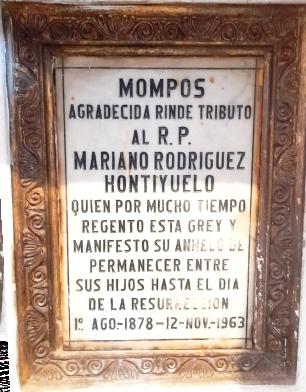 MOMPOS
AGRADECIDA RINDE TRIBUTO
AL R. P.
MARIANO RODRIGUEZ
HONTIYUELO
QUIEN POR MUCHO TIEMPO
REGENTO ESTA GREY Y
MANIFESTO SU ANHELO DE
PERMANECER ENTRE
SUS HIJOS HASTA EL DIA
DE LA RESURRECCION
1º AGO.-1878-12-NOV.-1963